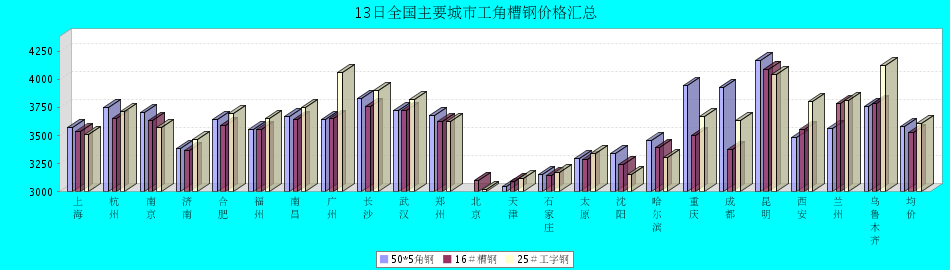 13日全国主要城市工角槽钢价格汇总
4250
4000
3750
3500
3250
3000
上海
杭州
南京
济南
合肥
福州
南昌
广州
长沙
武汉
郑州
北京
天津
石家庄
太原
沈阳
哈尔滨
重庆
成都
昆明
西安
兰州
乌鲁木齐
均价
50*5角钢 16#槽钢 25#工字钢